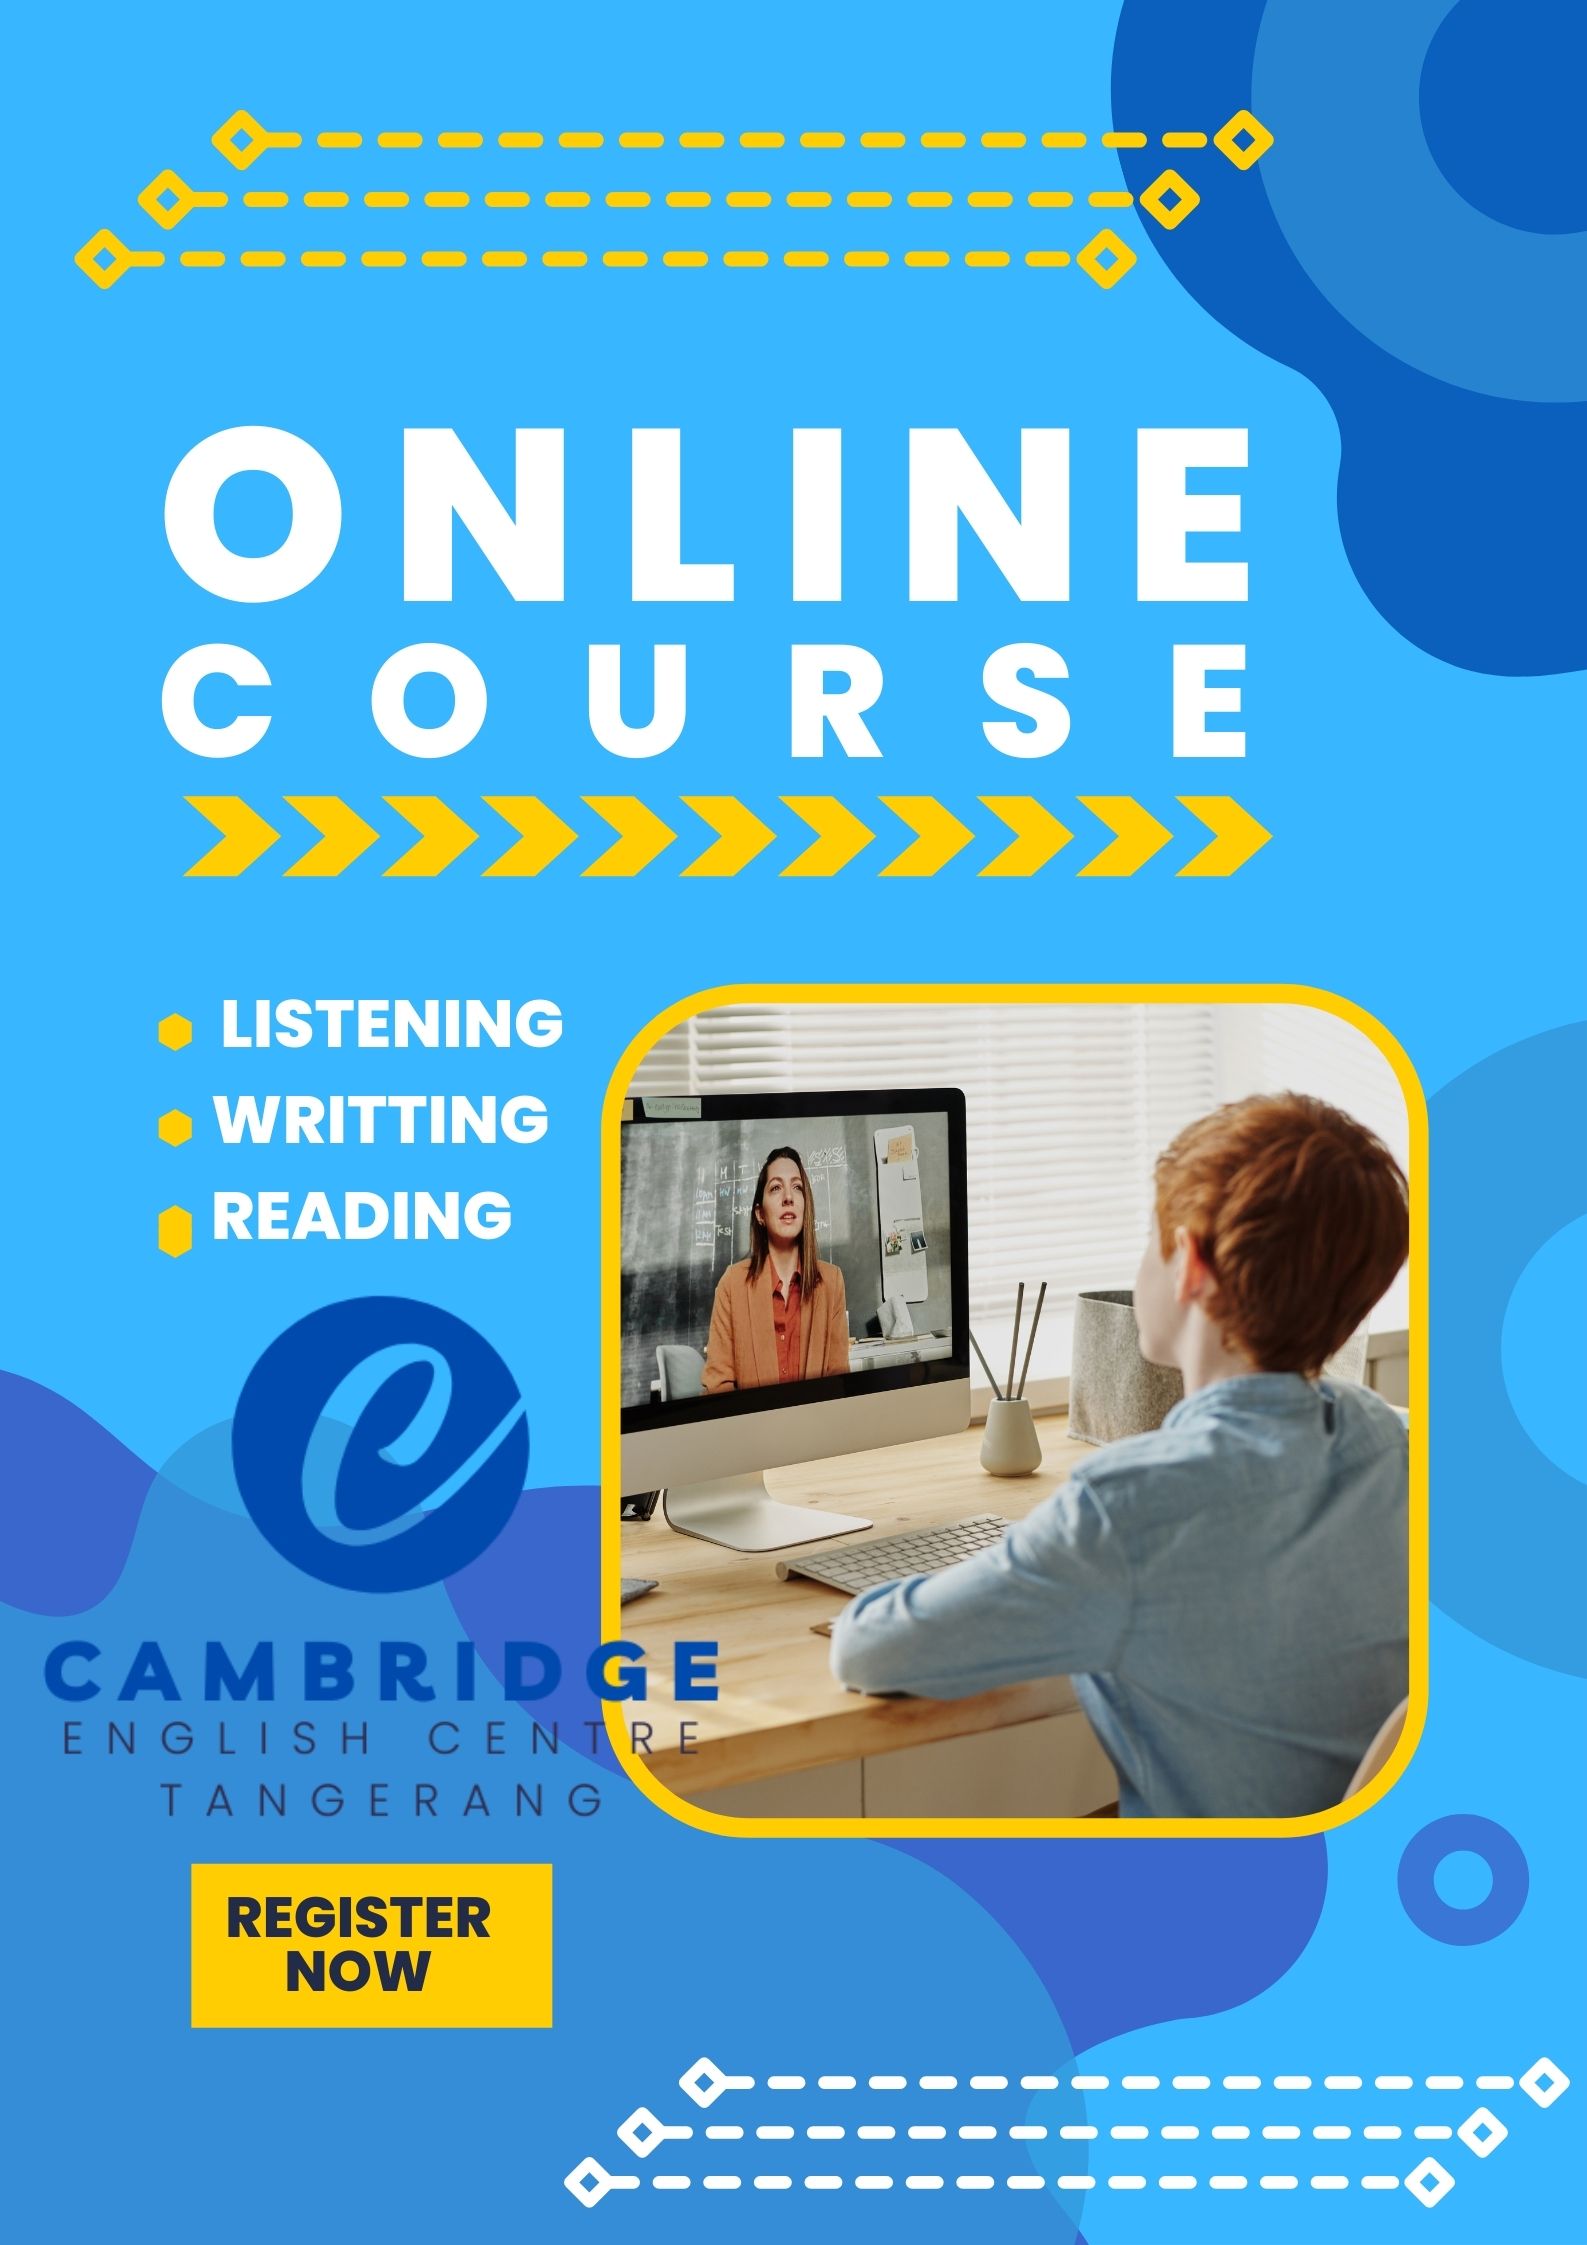 ONLINE
COURSE
LISTENING
WRITTING
READING
CAMBRIDGE
ENGLISH CENTRE
TANGERANG
REGISTER
NOW